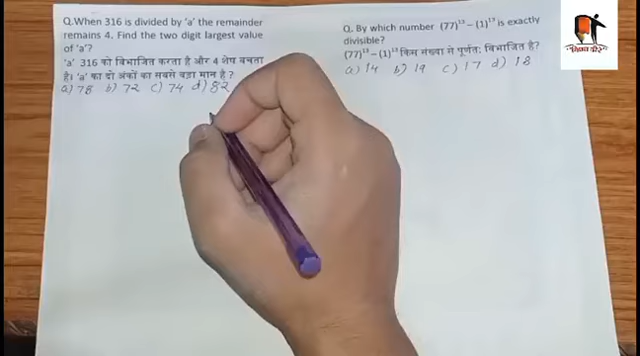 Q.When 316 is divided by 'a' the remainder
remains 4. Find the two digit largest value
of 'a'?
'a' 316 को विभाजित करता है और 4 शेष बचता
है। 'a' का दो अंकों का सबसे बड़ा मान है ?
a) 78 b) 72 c) 74 d) 82
Q. By which number (77)¹³ – (1)¹³ is exactly
divisible?
(77)¹³ – (1)¹³ किस संख्या से पूर्णत: विभाजित है?
a) 14 b) 19 c) 17 d) 18